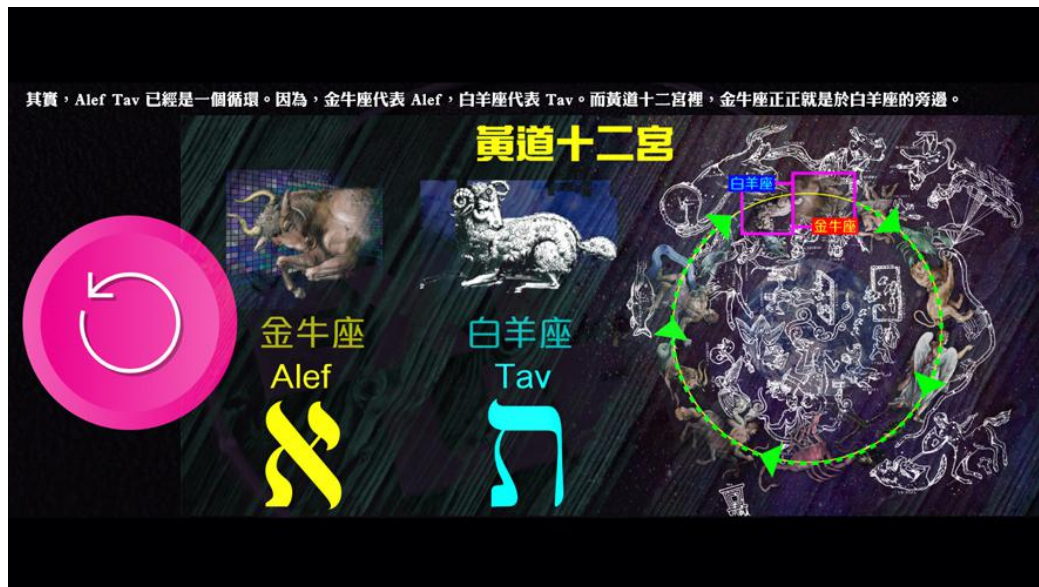 其實，Alef Tav 已經是一個循環。因為，金牛座代表 Alef，白羊座代表 Tav。而黃道十二宮裡，金牛座正正就是於白羊座的旁邊。
黃道十二宮
白羊座
金牛座
金牛座
白羊座
Alef
Tav
א
ת